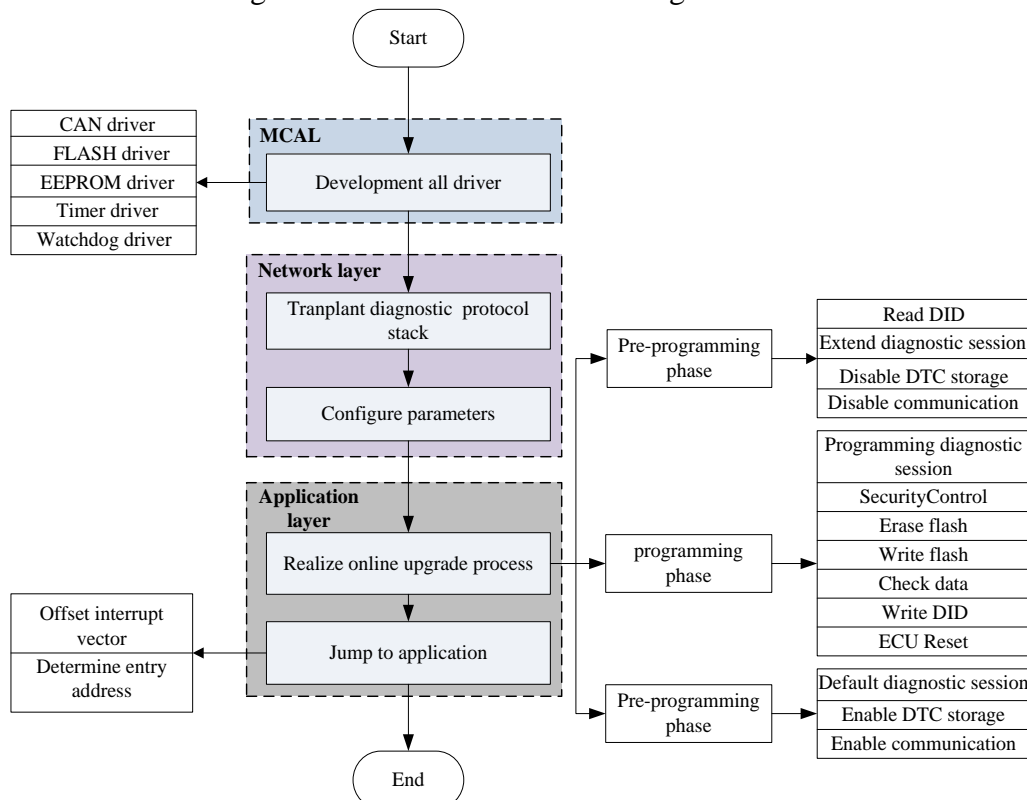 Start
CAN driver
FLASH driver
EEPROM driver
Timer driver
Watchdog driver
MCAL
Development all driver
Network layer
Tranplant diagnostic protocol
stack
Configure parameters
Application
layer
Realize online upgrade process
Jump to application
Offset interrupt
vector
Determine entry
address
End
Pre-programming
phase
Read DID
Extend diagnostic session
Disable DTC storage
Disable communication
programming
phase
Programming diagnostic
session
SecurityControl
Erase flash
Write flash
Check data
Write DID
ECU Reset
Pre-programming
phase
Default diagnostic session
Enable DTC storage
Enable communication